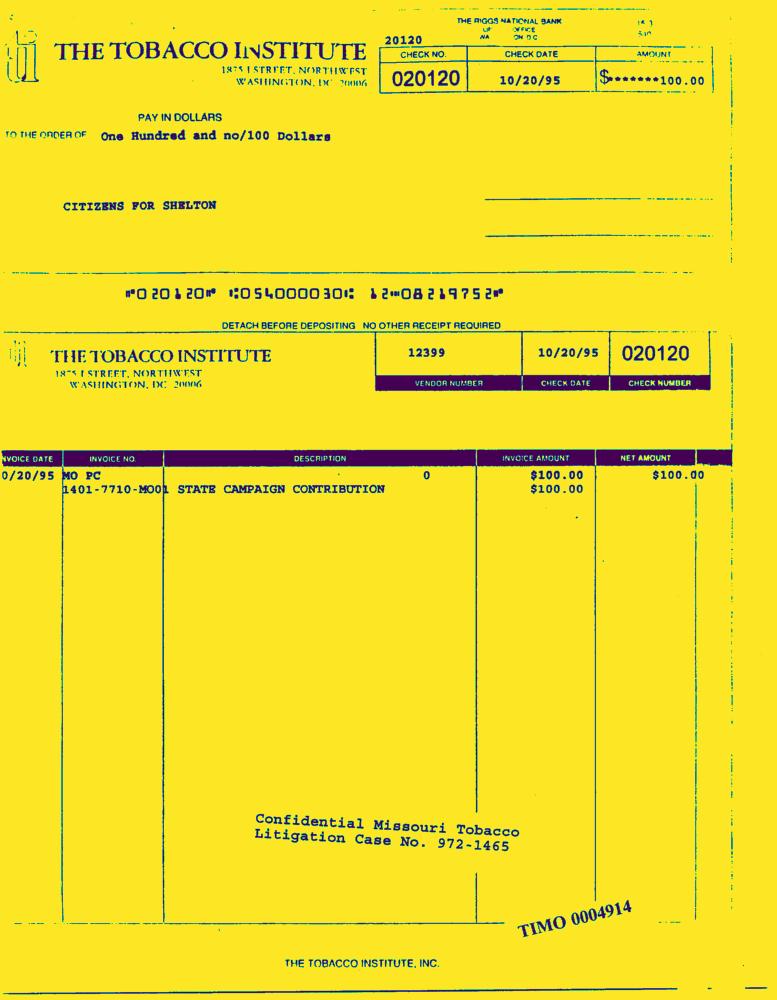 THE RIGGS NATIONAL BANK
20120
THE TOBACCO INSTITUTE
1875 I STREET, NORTHWEST
WASHINGTON, DC 20006
CHECK NO. CHECK DATE AMOUNT
020120 10/20/95 $*******100.00
PAY IN DOLLARS
TO THE ORDER OF One Hundred and no/100 Dollars
CITIZENS FOR SHELTON
⑈020120⑈ ⑆054000030⑆ 12⑉08219752⑈
DETACH BEFORE DEPOSITING NO OTHER RECEIPT REQUIRED
THE TOBACCO INSTITUTE
1875 I STREET, NORTHWEST
WASHINGTON, DC 20006
12399 10/20/95 020120
VENDOR NUMBER CHECK DATE CHECK NUMBER
NVOICE DATE INVOICE NO. DESCRIPTION INVOICE AMOUNT NET AMOUNT
0/20/95 MO PC 0 $100.00 $100.00
1401-7710-MO01 STATE CAMPAIGN CONTRIBUTION $100.00
Confidential Missouri Tobacco
Litigation Case No. 972-1465
TIMO 0004914
THE TOBACCO INSTITUTE, INC.